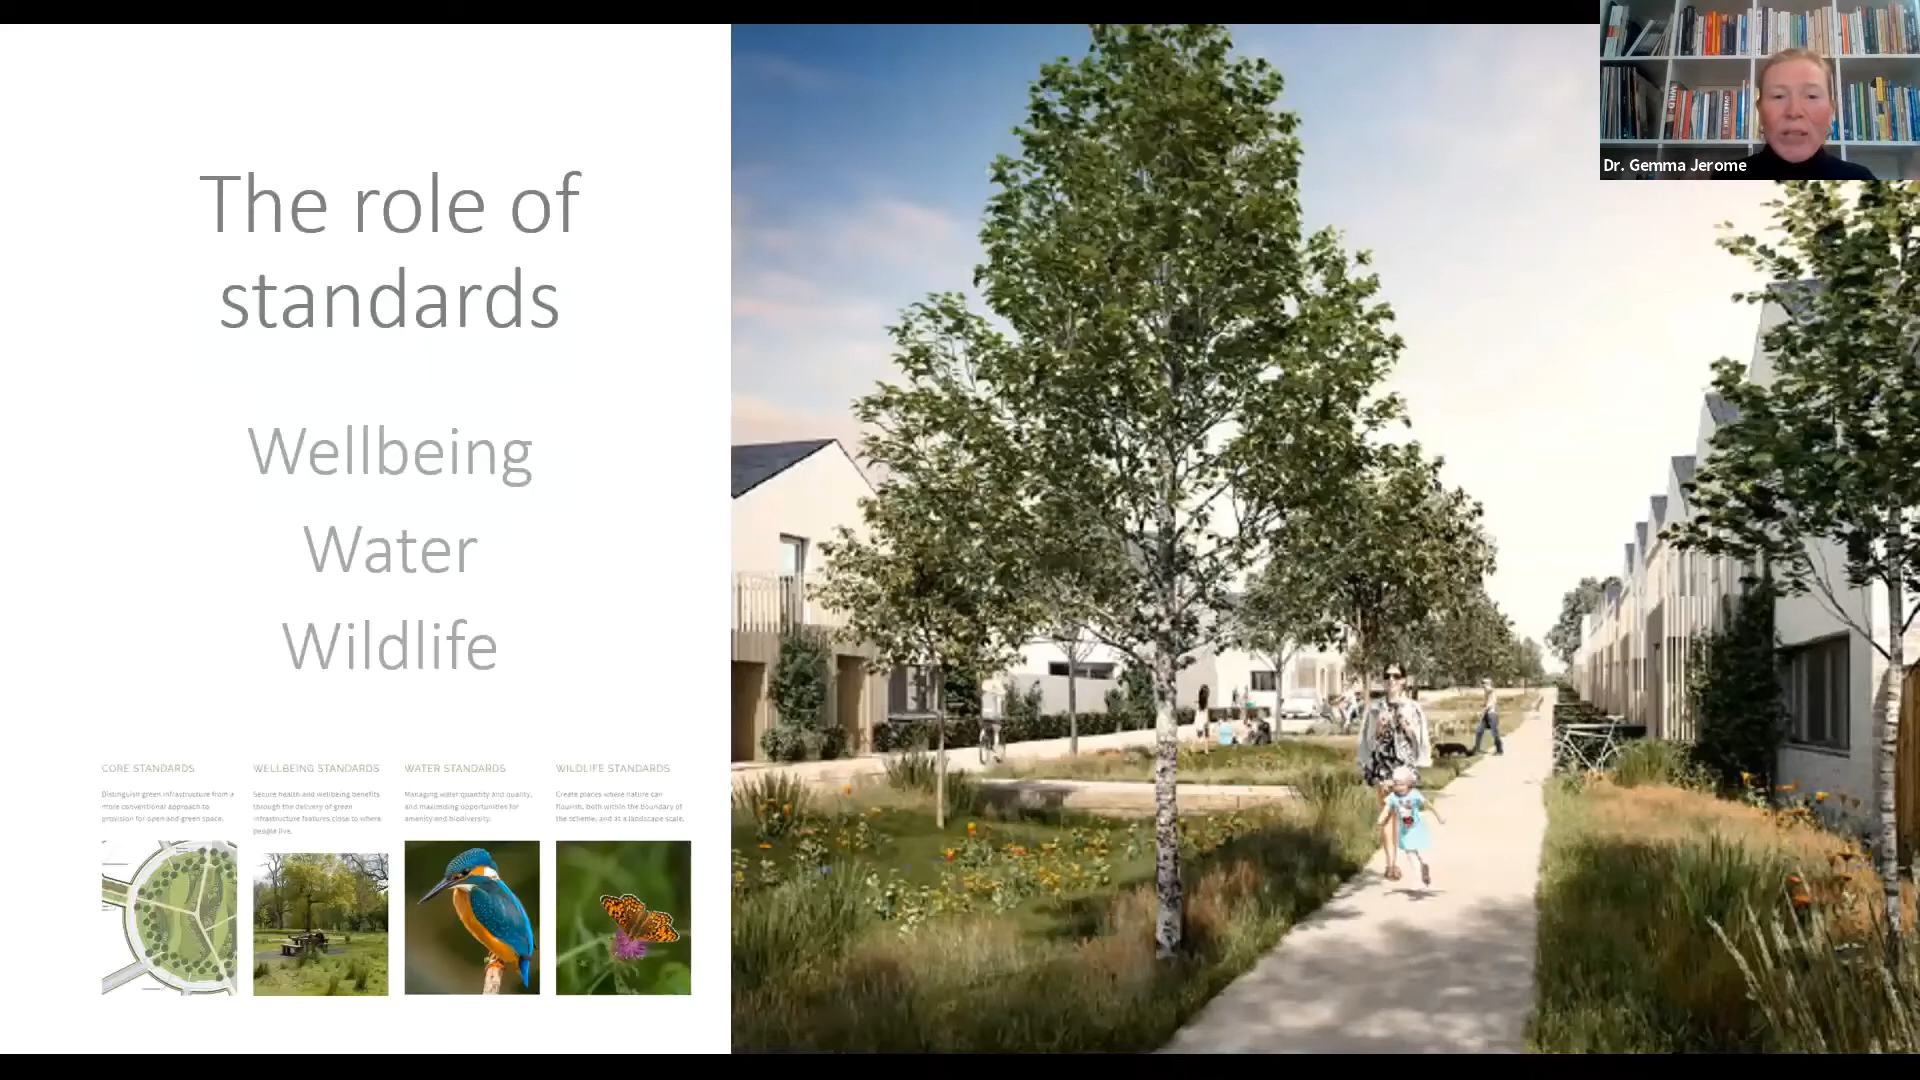 The role of
standards
Wellbeing
Water
Wildlife
CORE STANDARDS
Distinguish green infrastructure from a
more conventional approach to
provision for open and green space.
WELLBEING STANDARDS
Secure health and wellbeing benefits
through the delivery of green
infrastructure features close to where
people live.
WATER STANDARDS
Managing water quantity and quality,
and maximising opportunities for
amenity and biodiversity.
WILDLIFE STANDARDS
Create places where nature can
flourish, both within the boundary of
the scheme, and at a landscape scale.
WILD
Dr. Gemma Jerome